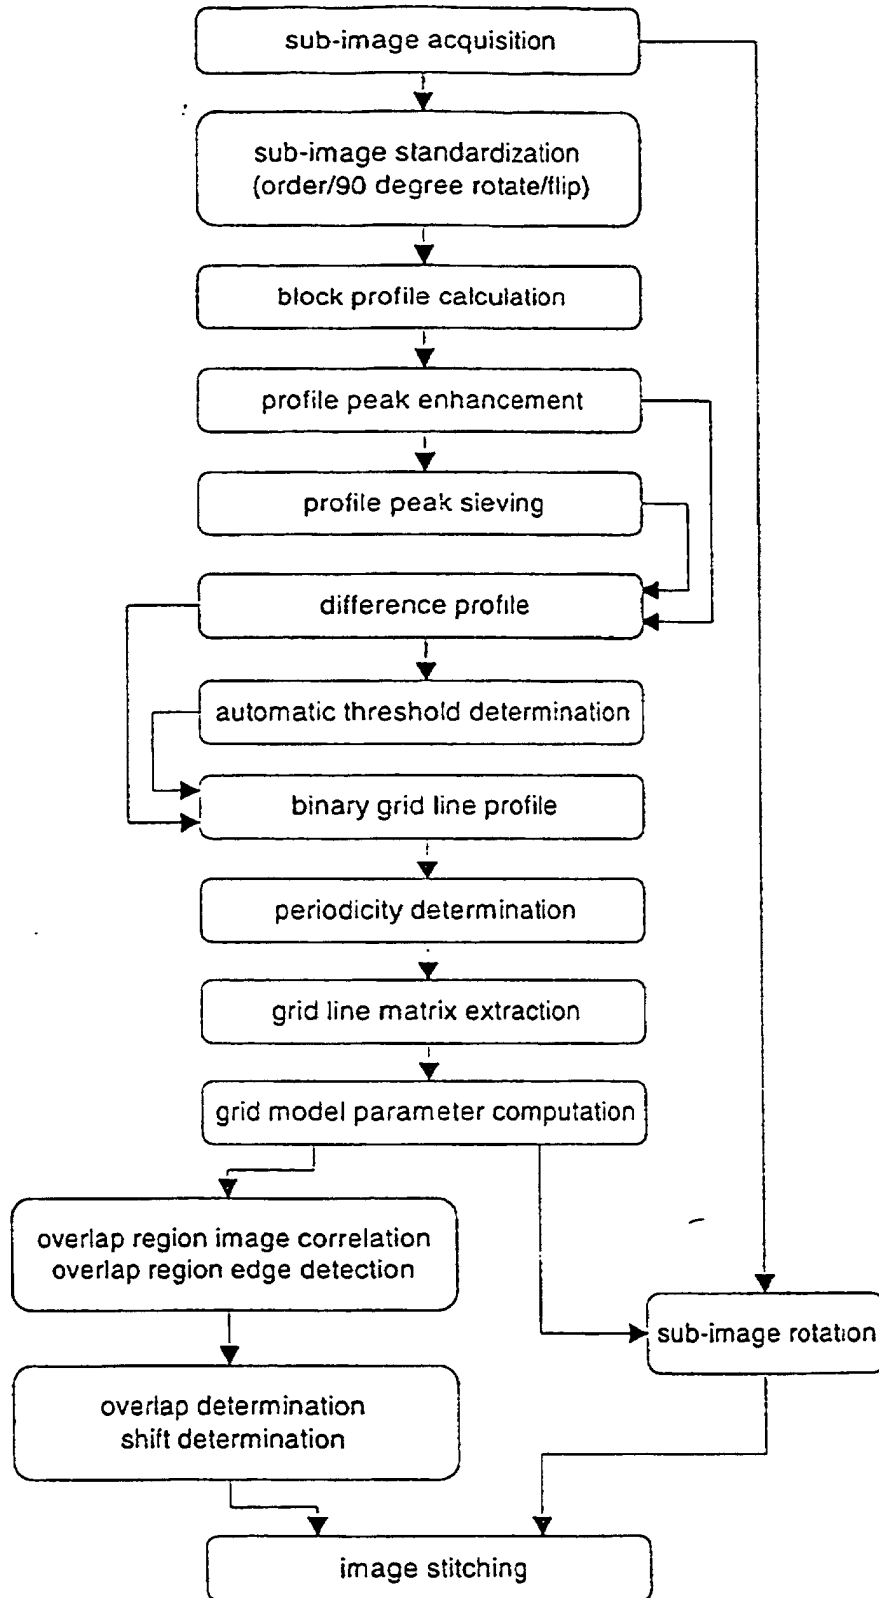 sub-image acquisition
sub-image standardization
(order/90 degree rotate/flip)
block profile calculation
profile peak enhancement
profile peak sieving
difference profile
automatic threshold determination
binary grid line profile
periodicity determination
grid line matrix extraction
grid model parameter computation
overlap region image correlation
overlap region edge detection
sub-image rotation
overlap determination
shift determination
image stitching